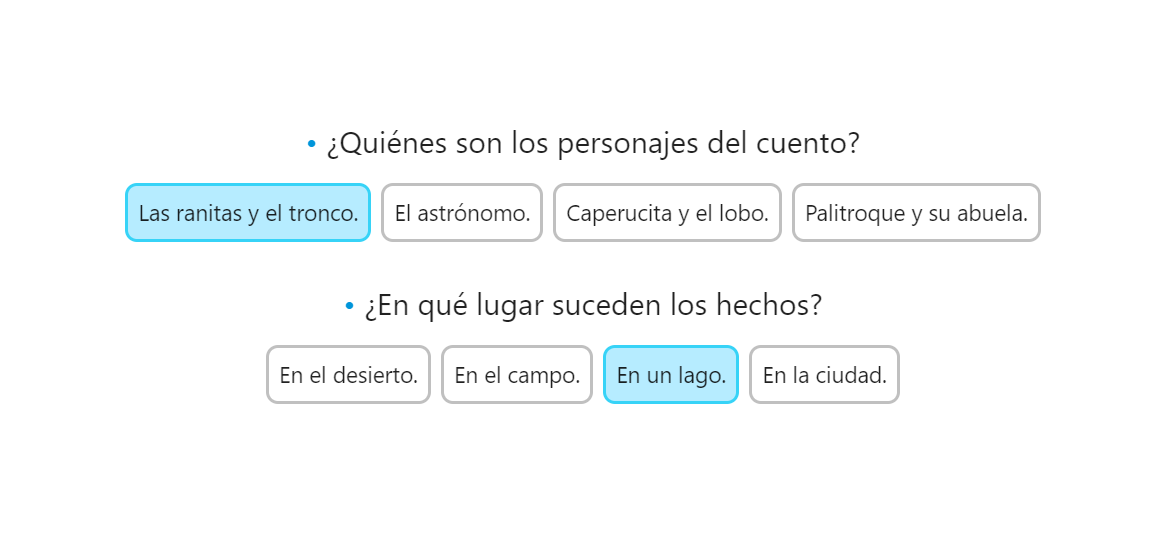 • ¿Quiénes son los personajes del cuento?
Las ranitas y el tronco. El astrónomo. Caperucita y el lobo. Palitroque y su abuela.
• ¿En qué lugar suceden los hechos?
En el desierto. En el campo. En un lago. En la ciudad.